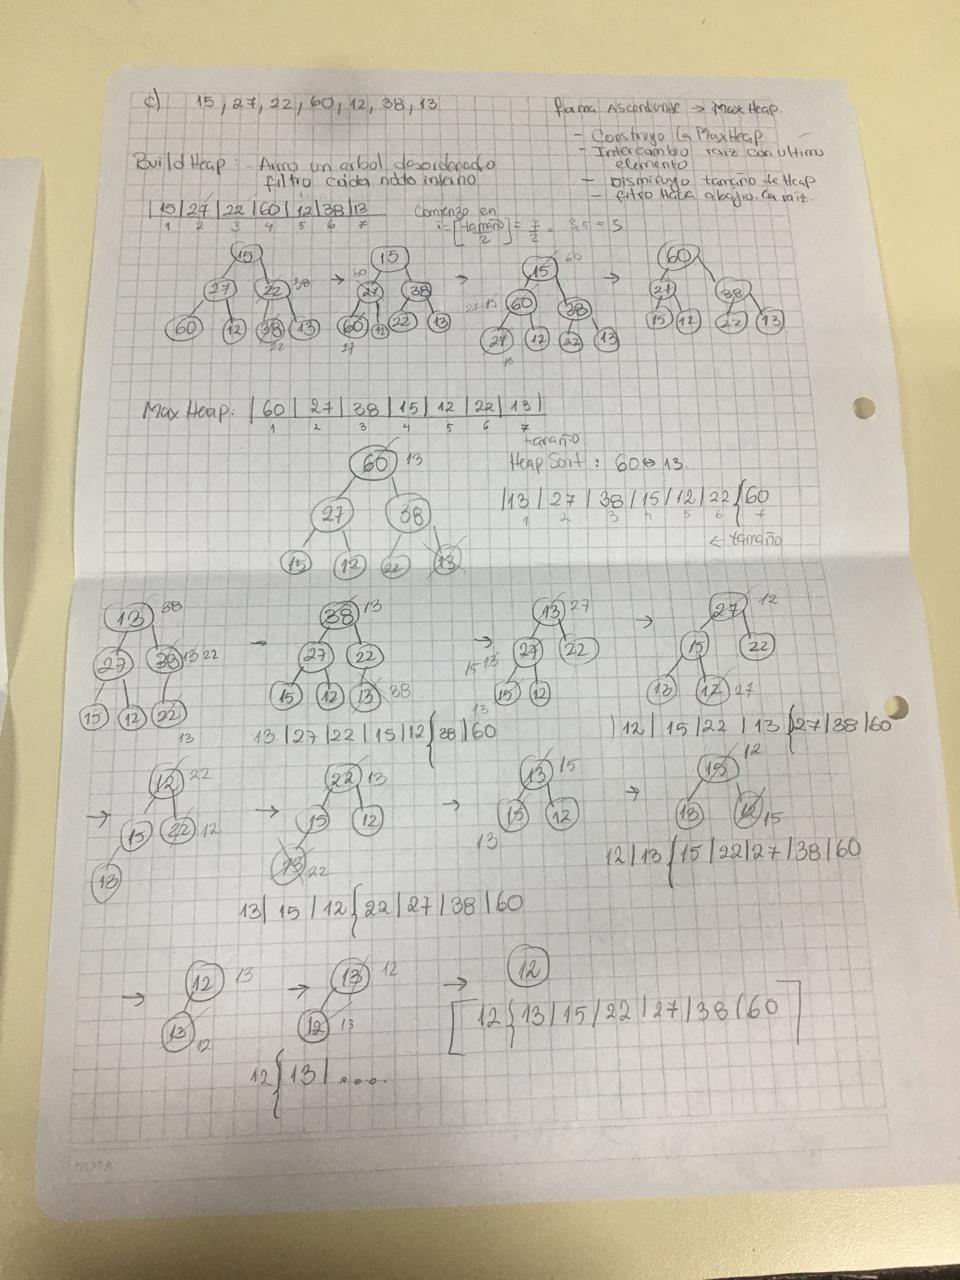 c) 15, 27, 22, 60, 12, 38, 13
forma Ascendente → MaxHeap.
- Construyo la MaxHeap
- Intercambio raiz con ultimo
elemento
- Disminuyo tamaño de Heap
- filtro Hacia abajo la raiz.
Build Heap: - Armo un arbol desordenado
filtro cada nodo interno
|15|27|22|60|12|38|13
1 2 3 4 5 6 7
Comienzo en
i=[tamaño/2] = 7/2 = 3,5 = 3
15 → 15 → 15 60 → 60
27 22 38 60 27 38 27 15 60 38 27 38
60 12 38 13 60 12 22 13 27 12 22 13 15 12 22 13
22 27 15
Max Heap: |60|27|38|15|12|22|13|
1 2 3 4 5 6 7
tamaño
60 13
Heap Sort: 60↔13
27 38
|13|27|38|15|12|22{60
1 2 3 4 5 6 7
← tamaño
15 12 22 13
13 38 → 38 13 → 13 27 → 27 12
27 38 13 22 27 22 15 13 27 22 15 22
15 12 22 15 12 13 38 15 12 13 12 27
13 13
13|27|22|15|12{38|60
|12|15|22|13{27|38|60
→ 12 22 → 22 13 → 13 15 → 15 12
15 22 12 15 12 15 12 13 12 15
13 13 22 13
12|13{15|22|27|38|60
13|15|12{22|27|38|60
→ 12 13 → 13 12 → 12
13 12 12 13
[12{13|15|22|27|38|60]
12{13|....
NOTA